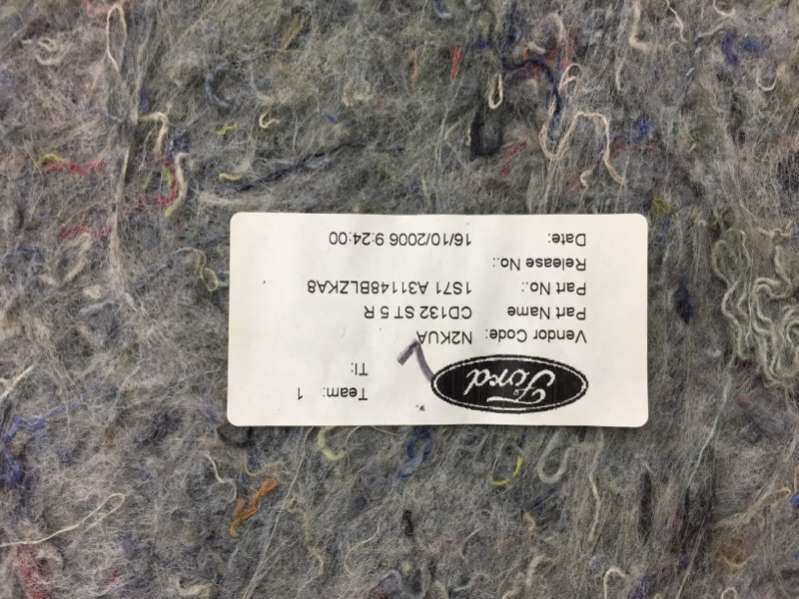 Ford
Team: 1
TI:
Vendor Code: N2KUA
Part Name CD132 ST 5 R
Part No.: 1S71 A31148BLZKA8
Release No.:
Date: 16/10/2006 9:24:00